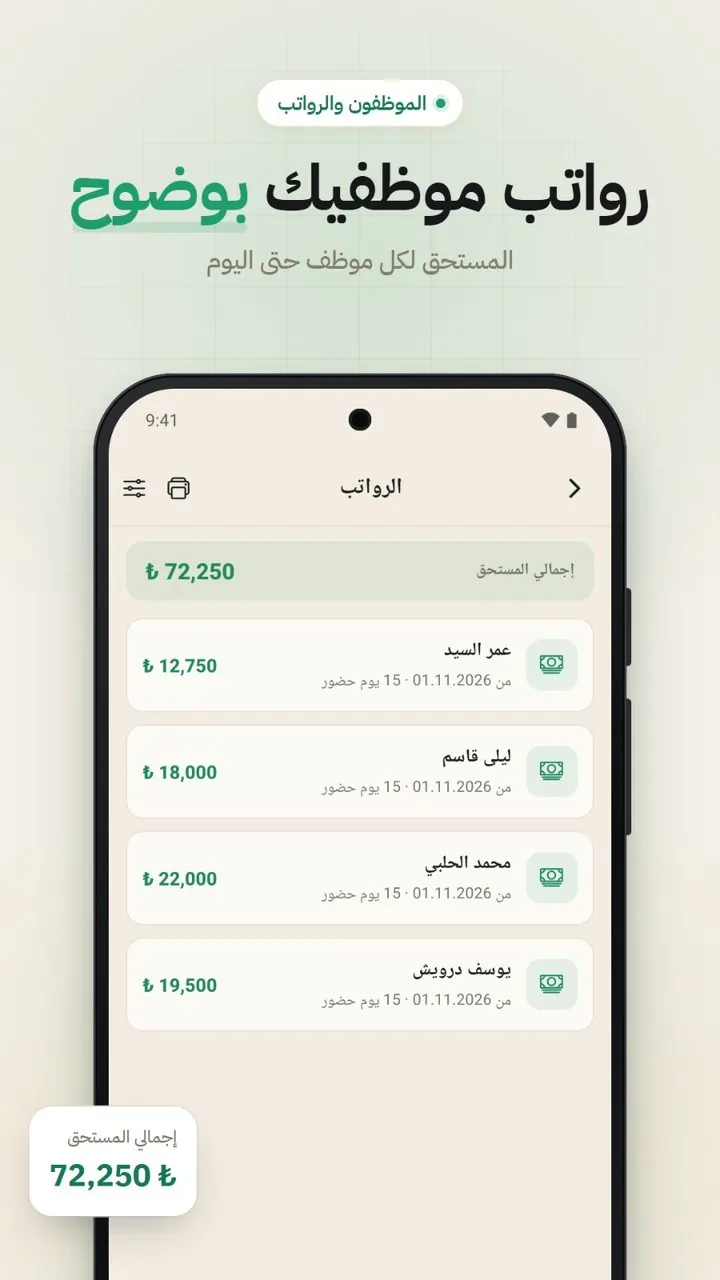 الموظفون والرواتب
رواتب موظفيك بوضوح
المستحق لكل موظف حتى اليوم
9:41
الرواتب
إجمالي المستحق
₺ 72,250
عمر السيد
من 01.11.2026 · 15 يوم حضور
₺ 12,750
ليلى قاسم
من 01.11.2026 · 15 يوم حضور
₺ 18,000
محمد الحلبي
من 01.11.2026 · 15 يوم حضور
₺ 22,000
يوسف درويش
من 01.11.2026 · 15 يوم حضور
₺ 19,500
إجمالي المستحق
72,250 ₺